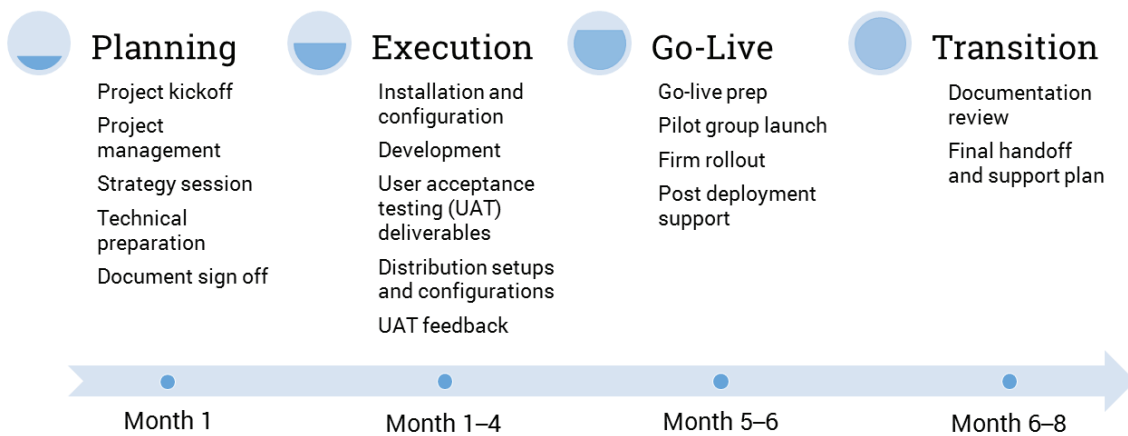 Planning
Project kickoff
Project
management
Strategy session
Technical
preparation
Document sign off
Execution
Installation and
configuration
Development
User acceptance
testing (UAT)
deliverables
Distribution setups
and configurations
UAT feedback
Go-Live
Go-live prep
Pilot group launch
Firm rollout
Post deployment
support
Transition
Documentation
review
Final handoff
and support plan
Month 1
Month 1–4
Month 5–6
Month 6–8